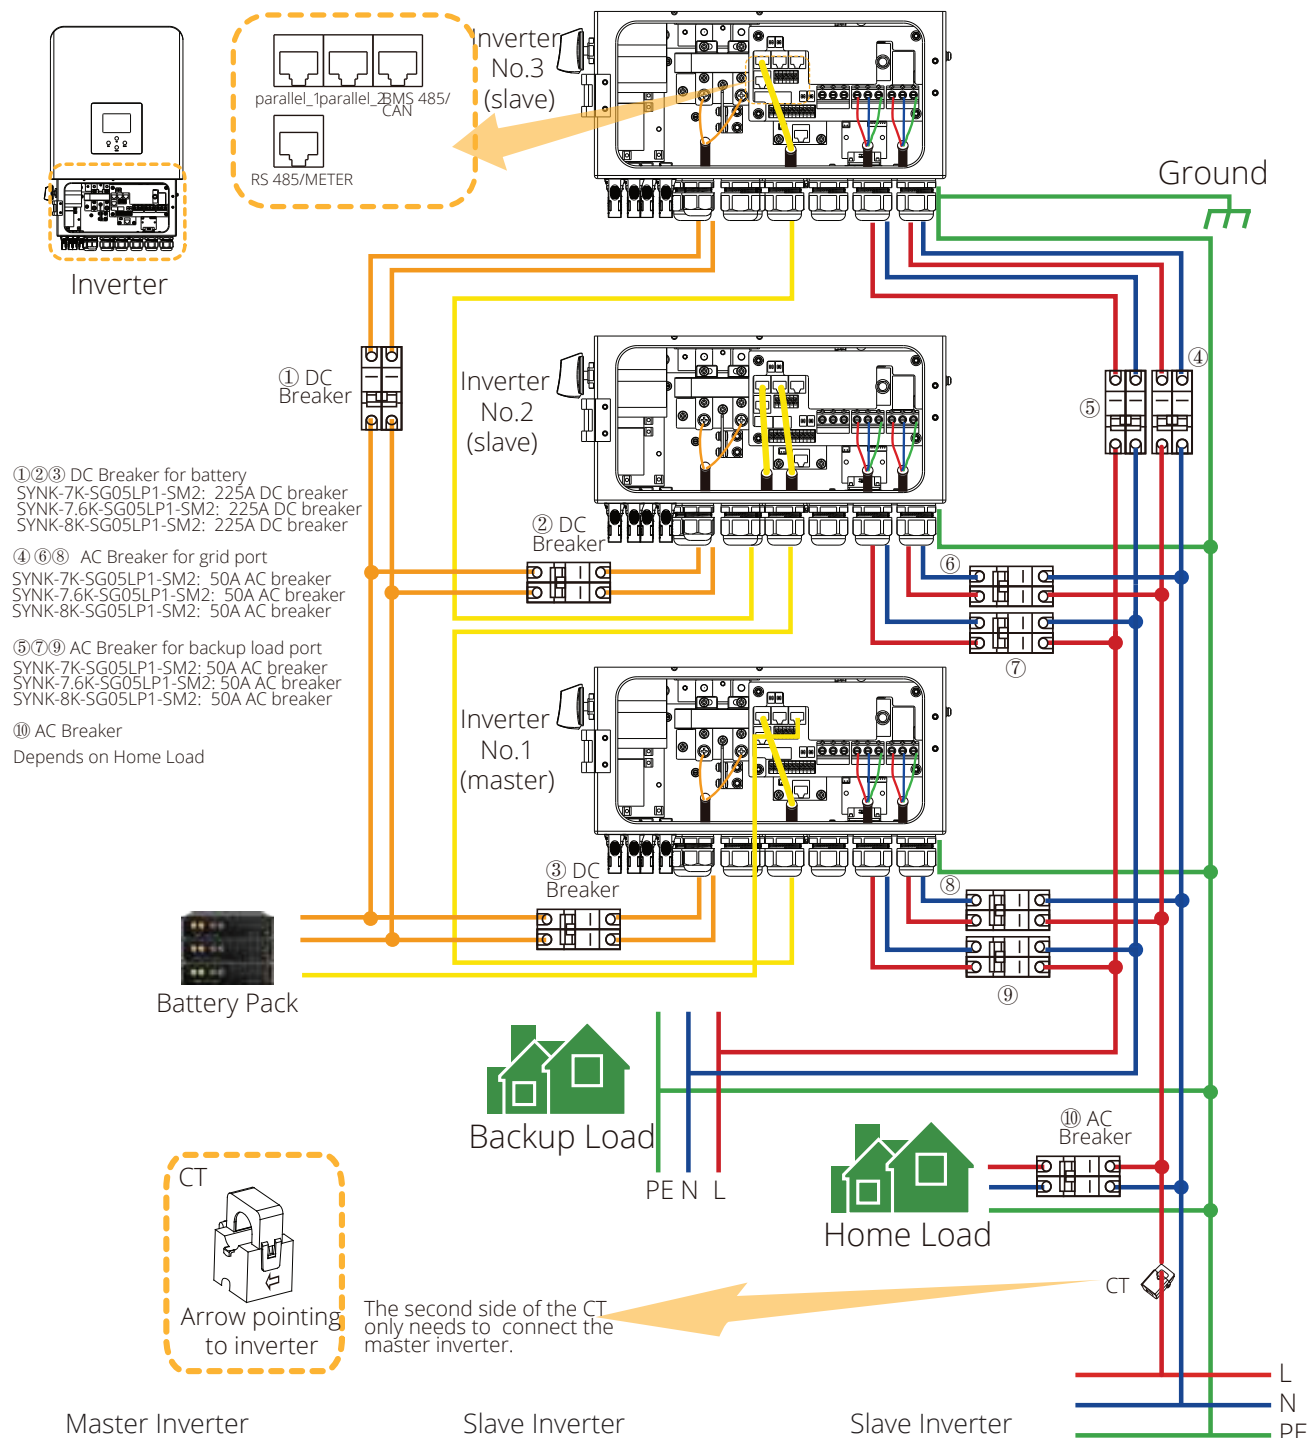 Inverter
No.3
(slave)
parallel_1
parallel_2
BMS 485/
CAN
RS 485/METER
Inverter
Ground
① DC
Breaker
Inverter
No.2
(slave)
④
⑤
①②③ DC Breaker for battery
SYNK-7K-SG05LP1-SM2: 225A DC breaker
SYNK-7.6K-SG05LP1-SM2: 225A DC breaker
SYNK-8K-SG05LP1-SM2: 225A DC breaker
② DC
Breaker
④⑥⑧ AC Breaker for grid port
SYNK-7K-SG05LP1-SM2: 50A AC breaker
SYNK-7.6K-SG05LP1-SM2: 50A AC breaker
SYNK-8K-SG05LP1-SM2: 50A AC breaker
⑥
⑦
⑤⑦⑨ AC Breaker for backup load port
SYNK-7K-SG05LP1-SM2: 50A AC breaker
SYNK-7.6K-SG05LP1-SM2: 50A AC breaker
SYNK-8K-SG05LP1-SM2: 50A AC breaker
⑩ AC Breaker
Depends on Home Load
Inverter
No.1
(master)
③ DC
Breaker
⑧
⑨
Battery Pack
Backup Load
PE N L
⑩ AC
Breaker
Home Load
CT
Arrow pointing
to inverter
The second side of the CT
only needs to connect the
master inverter.
CT
L
N
PE
Master Inverter
Slave Inverter
Slave Inverter